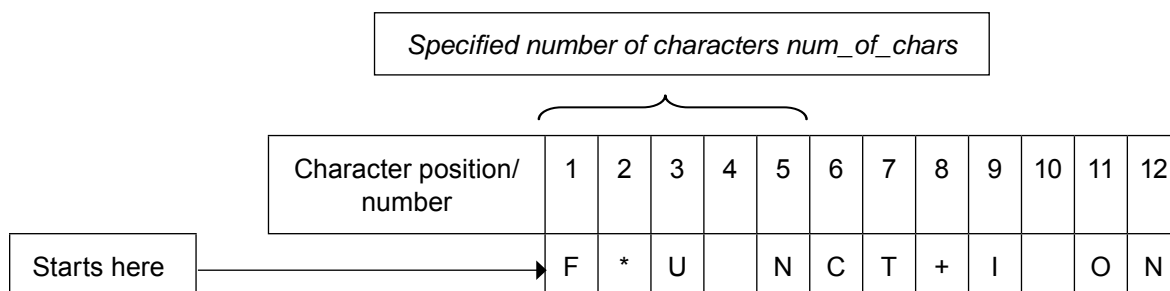 Specified number of characters num_of_chars
Character position/ 1 2 3 4 5 6 7 8 9 10 11 12
number
Starts here F * U N C T + I O N